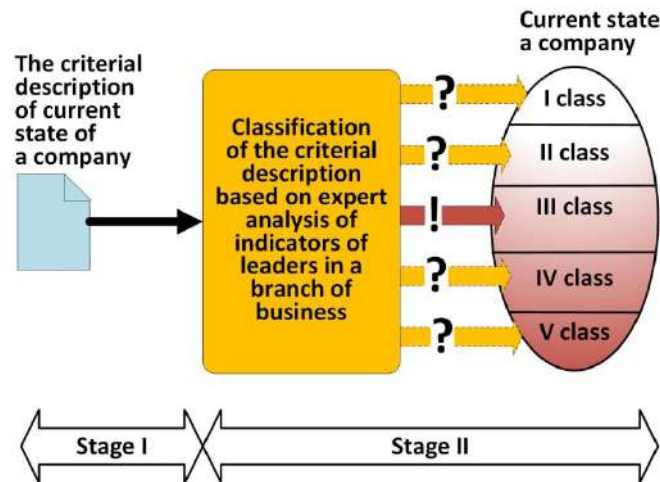 The criterial
description
of current
state of
a company
Classification
of the criterial
description
based on expert
analysis of
indicators of
leaders in a
branch of
business
?
?
!
?
?
Current state
a company
I class
II class
III class
IV class
V class
Stage I
Stage II